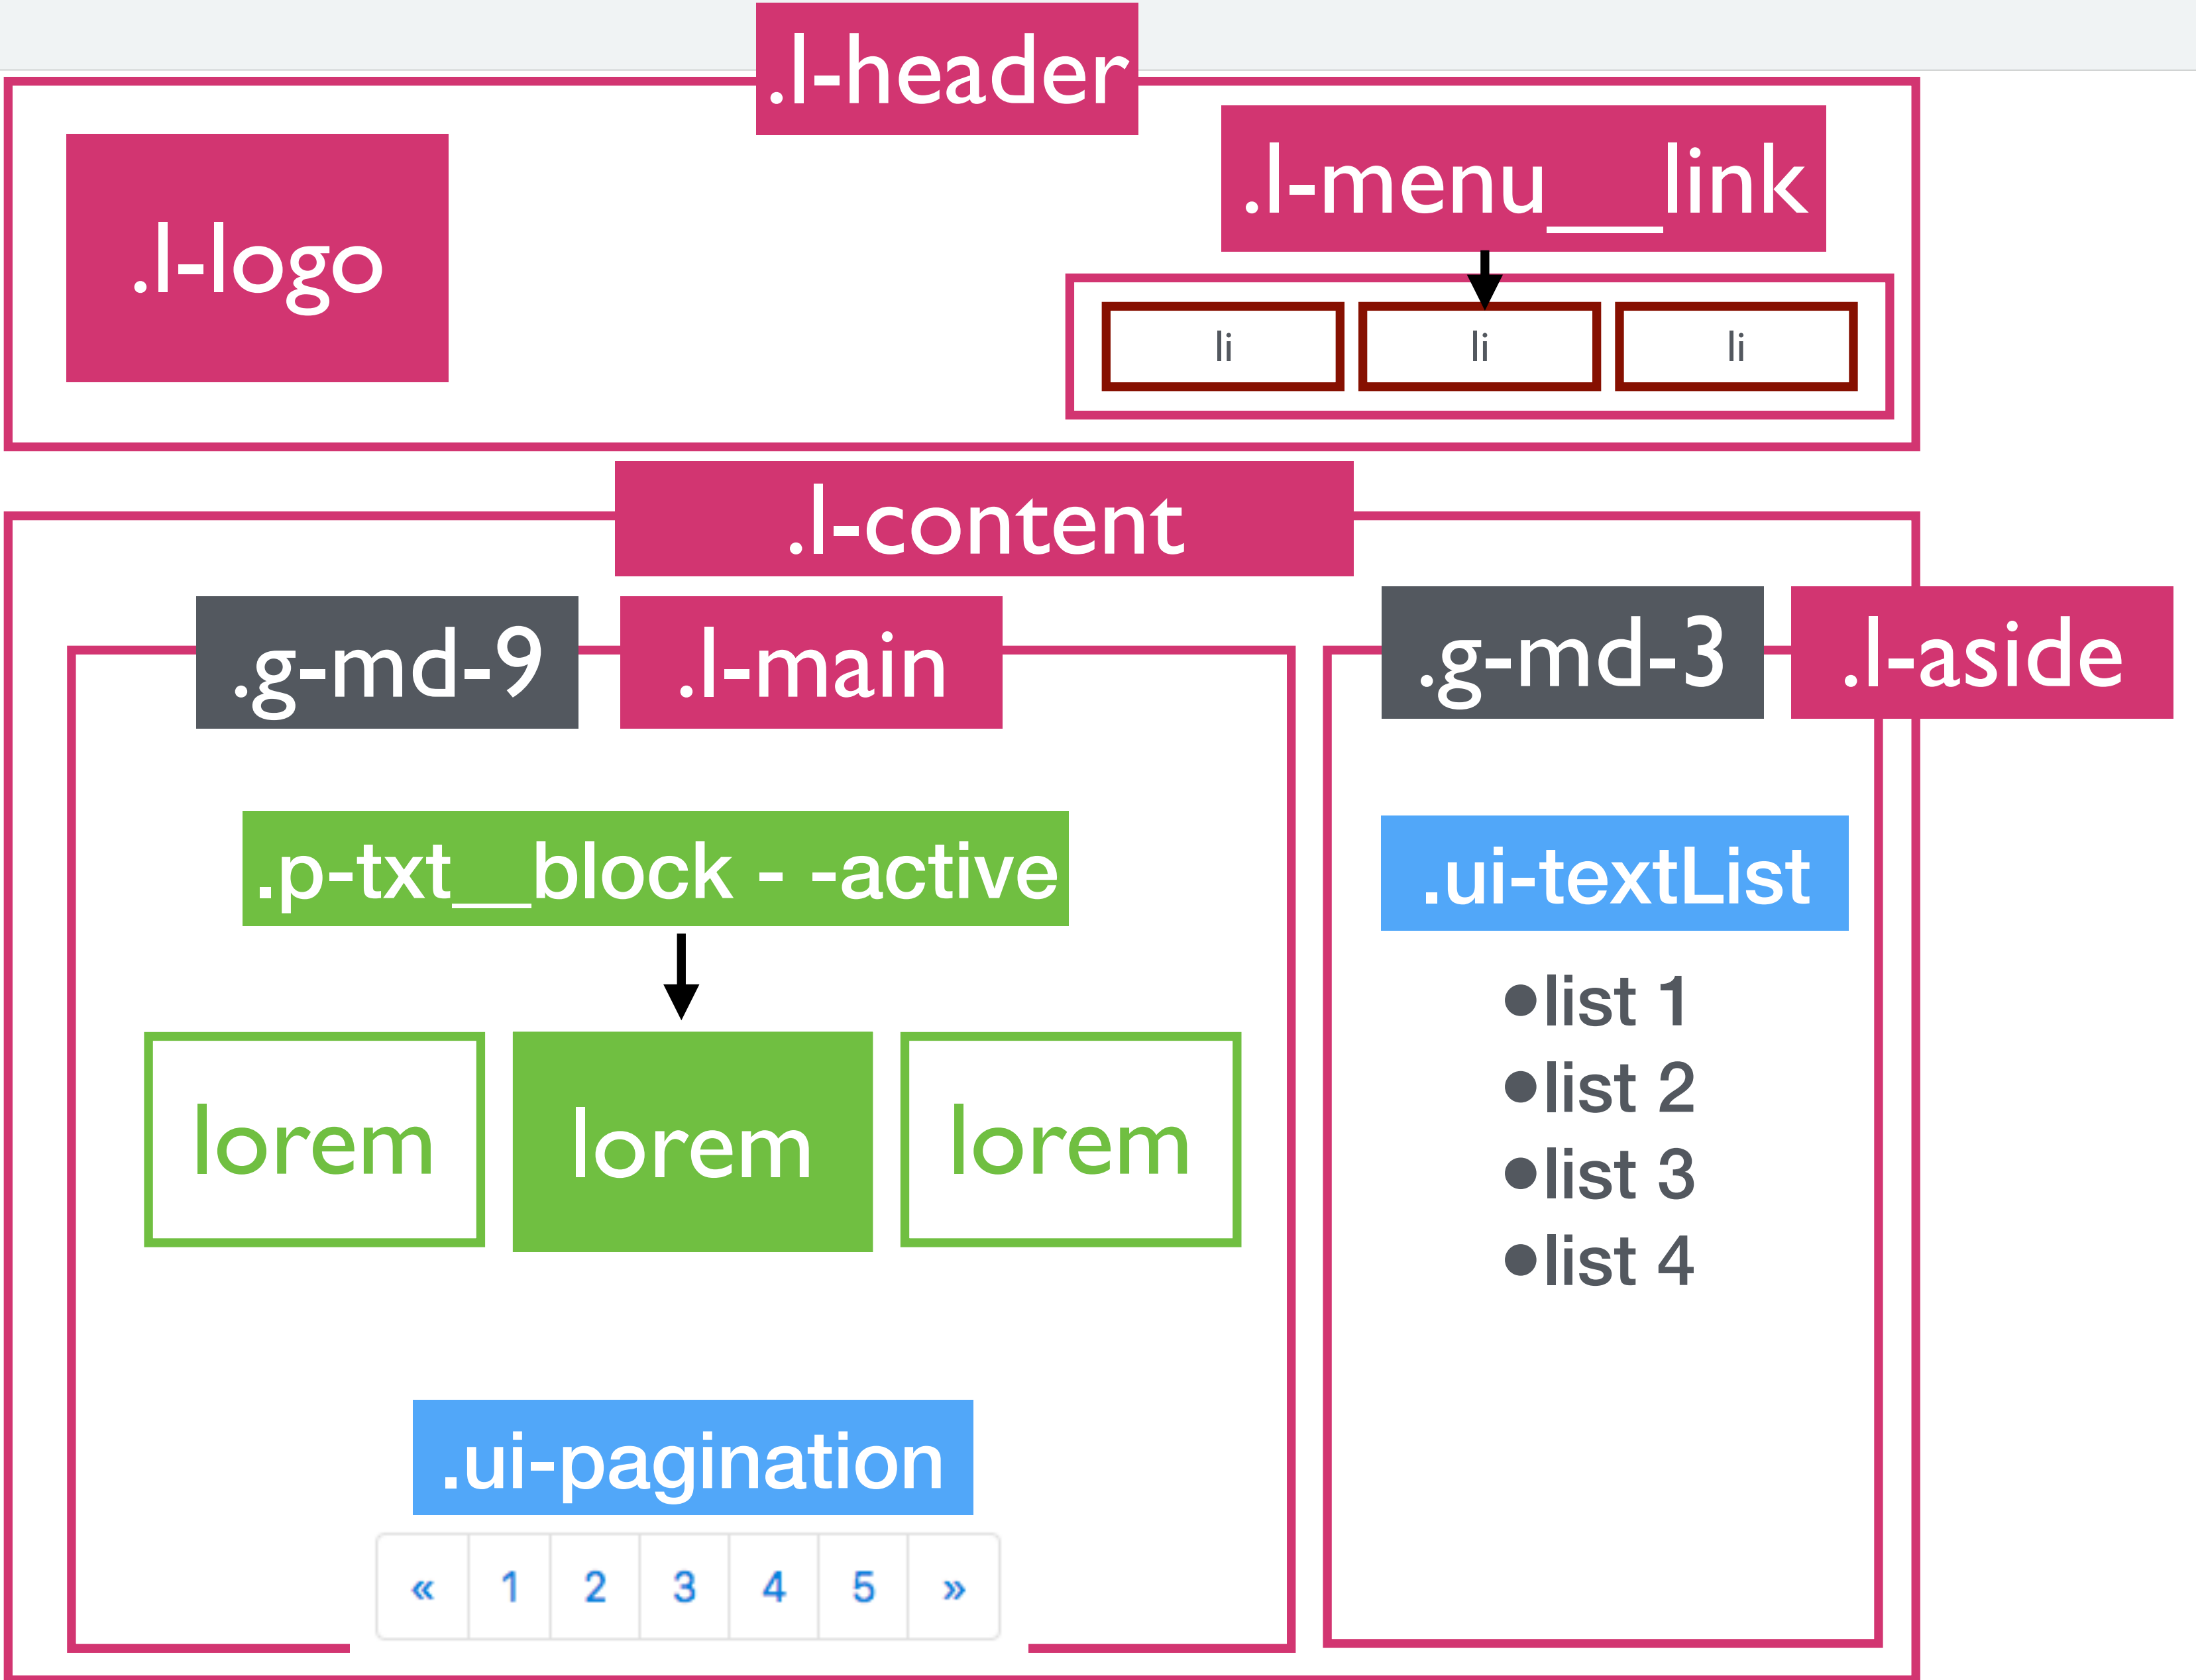 .l-header
.l-menu__link
.l-logo
li li li
.l-content
.g-md-9 .l-main
.g-md-3 .l-aside
.p-txt__block - -active
lorem lorem lorem
.ui-pagination
« 1 2 3 4 5 »
.ui-textList
•list 1
•list 2
•list 3
•list 4